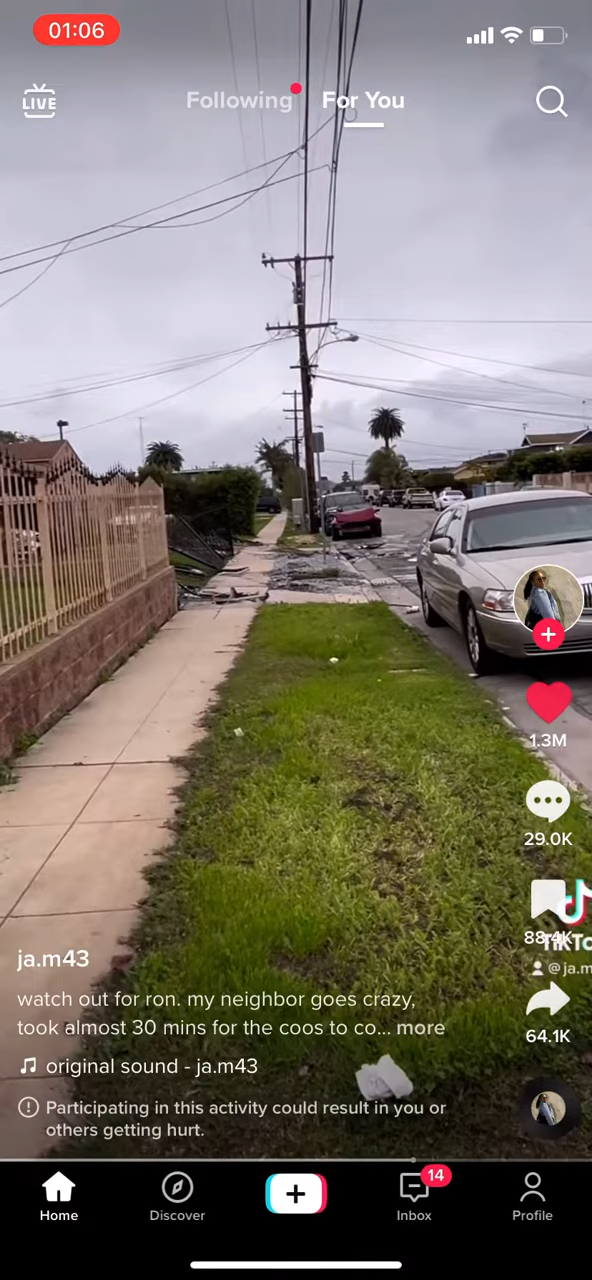 01:06
LIVE
Following
For You
1.3M
29.0K
88.4K
TikTok
@ja.m
64.1K
ja.m43
watch out for ron. my neighbor goes crazy,
took almost 30 mins for the coos to co... more
original sound - ja.m43
Participating in this activity could result in you or
others getting hurt.
14
Home
Discover
Inbox
Profile